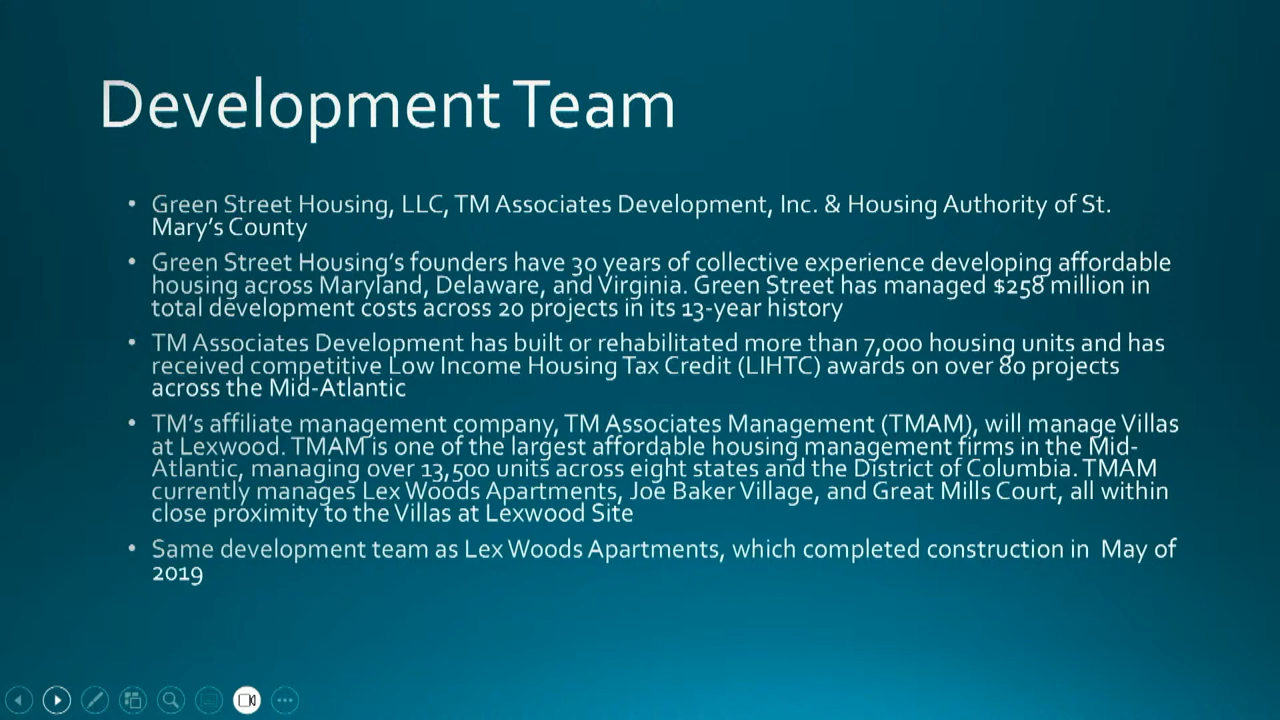 Development Team
• Green Street Housing, LLC, TM Associates Development, Inc. & Housing Authority of St.
Mary's County
• Green Street Housing's founders have 30 years of collective experience developing affordable
housing across Maryland, Delaware, and Virginia. Green Street has managed $258 million in
total development costs across 20 projects in its 13-year history
• TM Associates Development has built or rehabilitated more than 7,000 housing units and has
received competitive Low Income Housing Tax Credit (LIHTC) awards on over 80 projects
across the Mid-Atlantic
• TM's affiliate management company, TM Associates Management (TMAM), will manage Villas
at Lexwood. TMAM is one of the largest affordable housing management firms in the Mid-
Atlantic, managing over 13,500 units across eight states and the District of Columbia. TMAM
currently manages Lex Woods Apartments, Joe Baker Village, and Great Mills Court, all within
close proximity to the Villas at Lexwood Site
• Same development team as Lex Woods Apartments, which completed construction in May of
2019